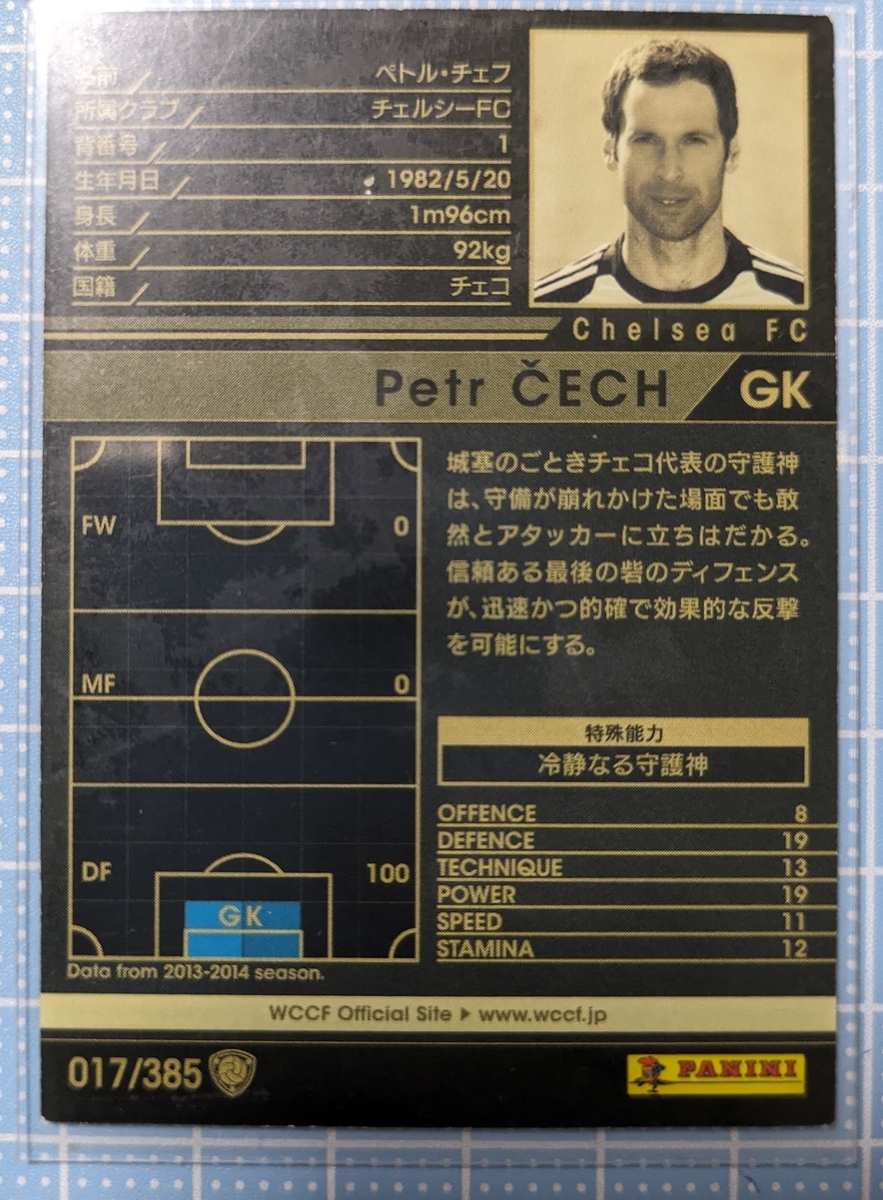 名前 ペトル・チェフ
所属クラブ チェルシーFC
背番号 1
生年月日 1982/5/20
身長 1m96cm
体重 92kg
国籍 チェコ
Chelsea FC
Petr ČECH GK
FW 0
MF 0
DF 100
GK
Data from 2013-2014 season.
城塞のごときチェコ代表の守護神
は、守備が崩れかけた場面でも敢
然とアタッカーに立ちはだかる。
信頼ある最後の砦のディフェンス
が、迅速かつ的確で効果的な反撃
を可能にする。
特殊能力
冷静なる守護神
OFFENCE 8
DEFENCE 19
TECHNIQUE 13
POWER 19
SPEED 11
STAMINA 12
WCCF Official Site ▶ www.wccf.jp
017/385
PANINI